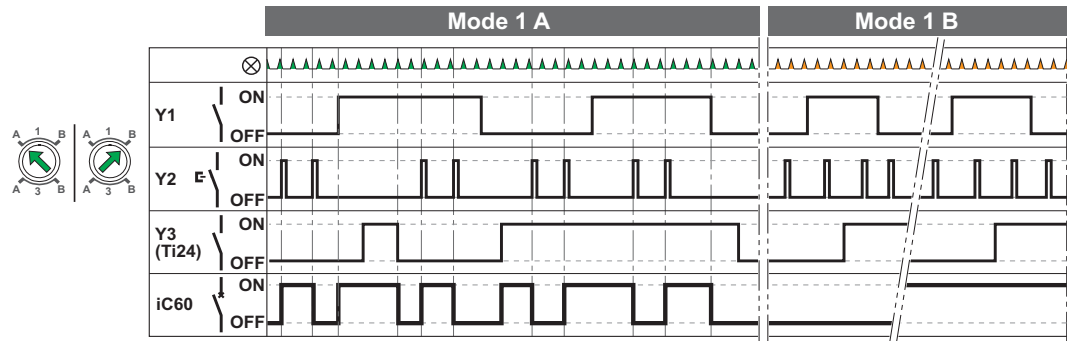 Mode 1 A Mode 1 B
Y1 ON
OFF
A 1 B A 1 B
A 3 B A 3 B
Y2 ON
OFF
Y3 (Ti24) ON
OFF
iC60 ON
OFF